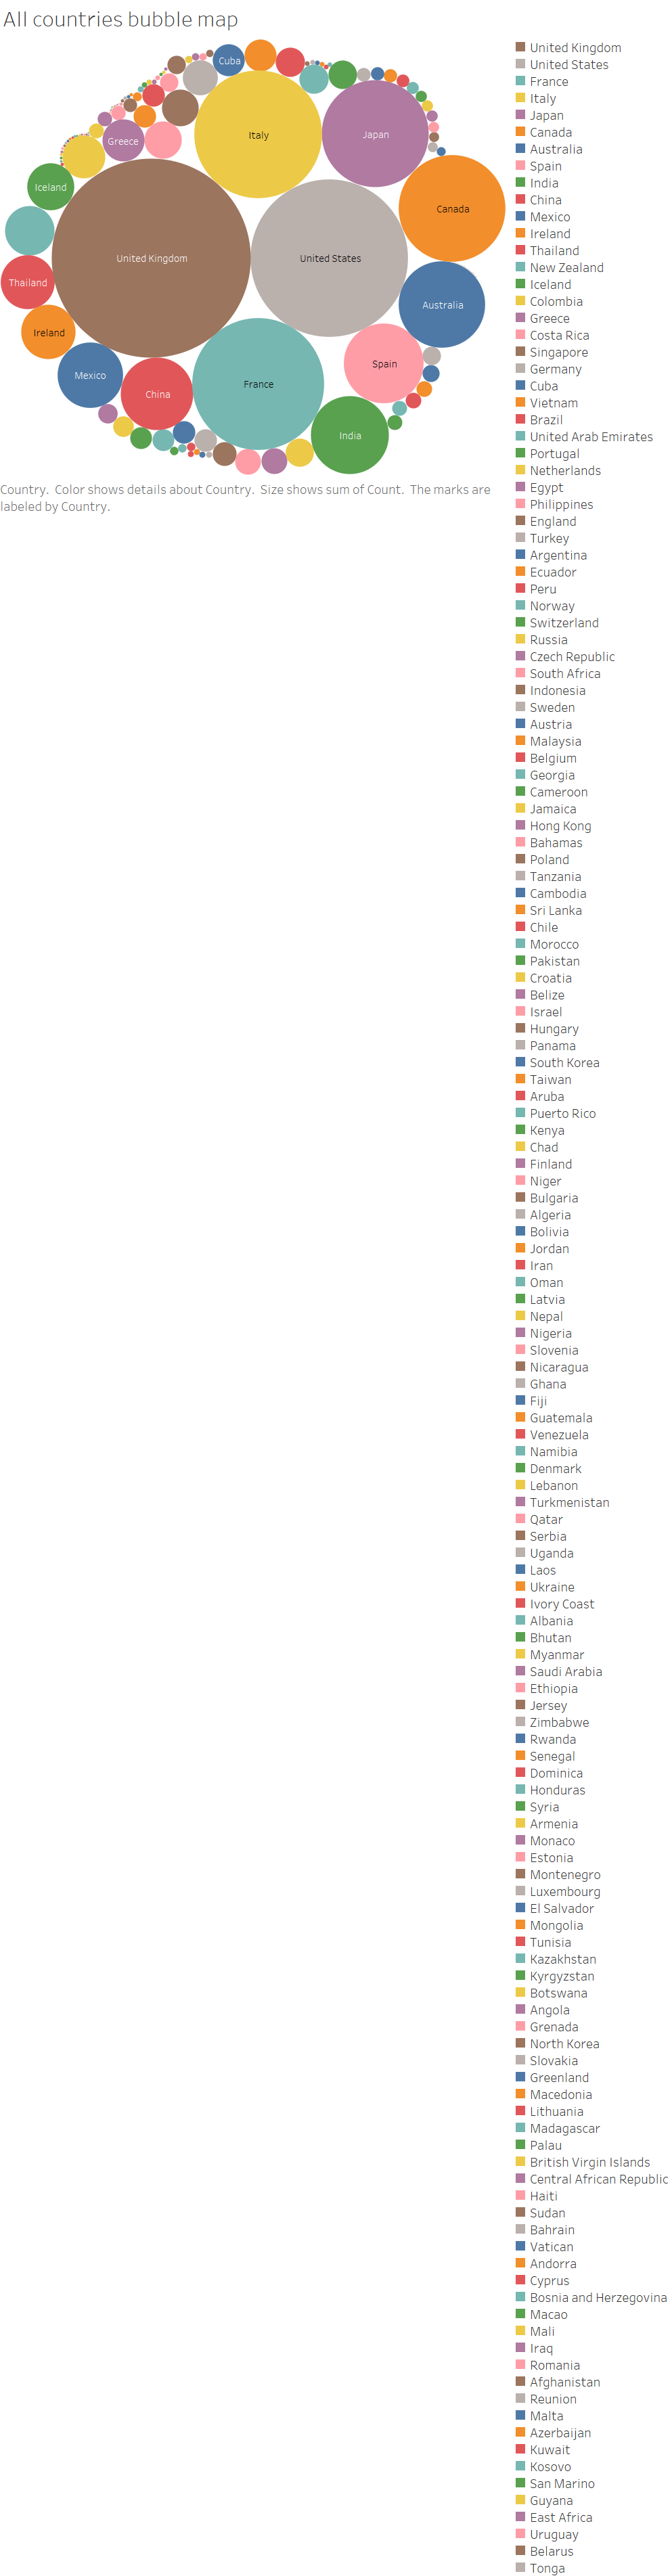 All countries bubble map
Cuba
Italy
Japan
Greece
Iceland
Canada
United Kingdom
United States
Thailand
Australia
Ireland
Spain
Mexico
China
France
India
Country. Color shows details about Country. Size shows sum of Count. The marks are
labeled by Country.
United Kingdom
United States
France
Italy
Japan
Canada
Australia
Spain
India
China
Mexico
Ireland
Thailand
New Zealand
Iceland
Colombia
Greece
Costa Rica
Singapore
Germany
Cuba
Vietnam
Brazil
United Arab Emirates
Portugal
Netherlands
Egypt
Philippines
England
Turkey
Argentina
Ecuador
Peru
Norway
Switzerland
Russia
Czech Republic
South Africa
Indonesia
Sweden
Austria
Malaysia
Belgium
Georgia
Cameroon
Jamaica
Hong Kong
Bahamas
Poland
Tanzania
Cambodia
Sri Lanka
Chile
Morocco
Pakistan
Croatia
Belize
Israel
Hungary
Panama
South Korea
Taiwan
Aruba
Puerto Rico
Kenya
Chad
Finland
Niger
Bulgaria
Algeria
Bolivia
Jordan
Iran
Oman
Latvia
Nepal
Nigeria
Slovenia
Nicaragua
Ghana
Fiji
Guatemala
Venezuela
Namibia
Denmark
Lebanon
Turkmenistan
Qatar
Serbia
Uganda
Laos
Ukraine
Ivory Coast
Albania
Bhutan
Myanmar
Saudi Arabia
Ethiopia
Jersey
Zimbabwe
Rwanda
Senegal
Dominica
Honduras
Syria
Armenia
Monaco
Estonia
Montenegro
Luxembourg
El Salvador
Mongolia
Tunisia
Kazakhstan
Kyrgyzstan
Botswana
Angola
Grenada
North Korea
Slovakia
Greenland
Macedonia
Lithuania
Madagascar
Palau
British Virgin Islands
Central African Republic
Haiti
Sudan
Bahrain
Vatican
Andorra
Cyprus
Bosnia and Herzegovina
Macao
Mali
Iraq
Romania
Afghanistan
Reunion
Malta
Azerbaijan
Kuwait
Kosovo
San Marino
Guyana
East Africa
Uruguay
Belarus
Tonga